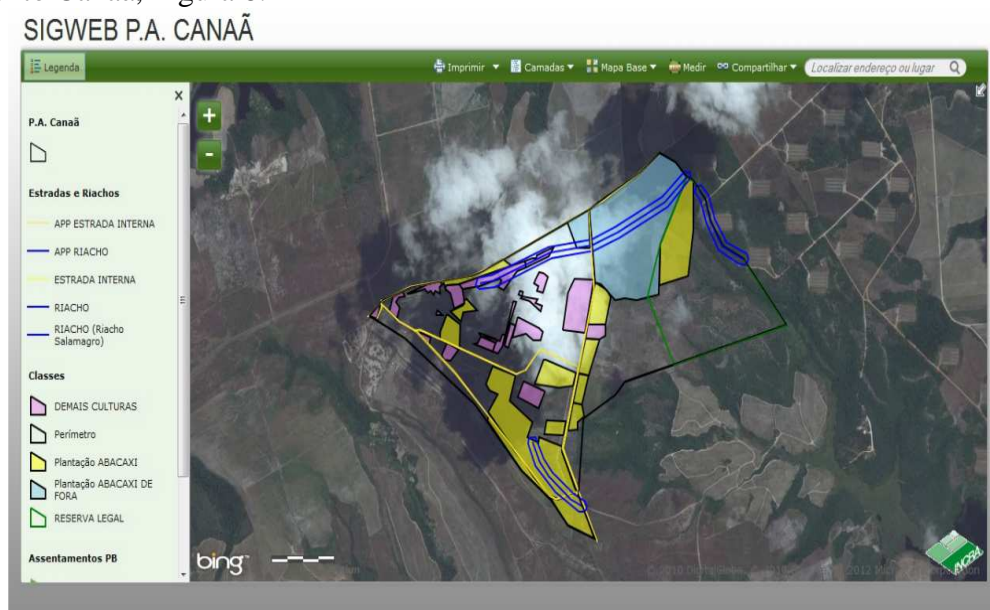 SIGWEB P.A. CANAÃ
Legenda
Imprimir
Camadas
Mapa Base
Medir
Compartilhar
Localizar endereço ou lugar
x
P.A. Canaã
Estradas e Riachos
APP ESTRADA INTERNA
APP RIACHO
ESTRADA INTERNA
RIACHO
RIACHO (Riacho
Salamagro)
Classes
DEMAIS CULTURAS
Perímetro
Plantação ABACAXI
Plantação ABACAXI DE
FORA
RESERVA LEGAL
Assentamentos PB
+
-
bing
INCRA